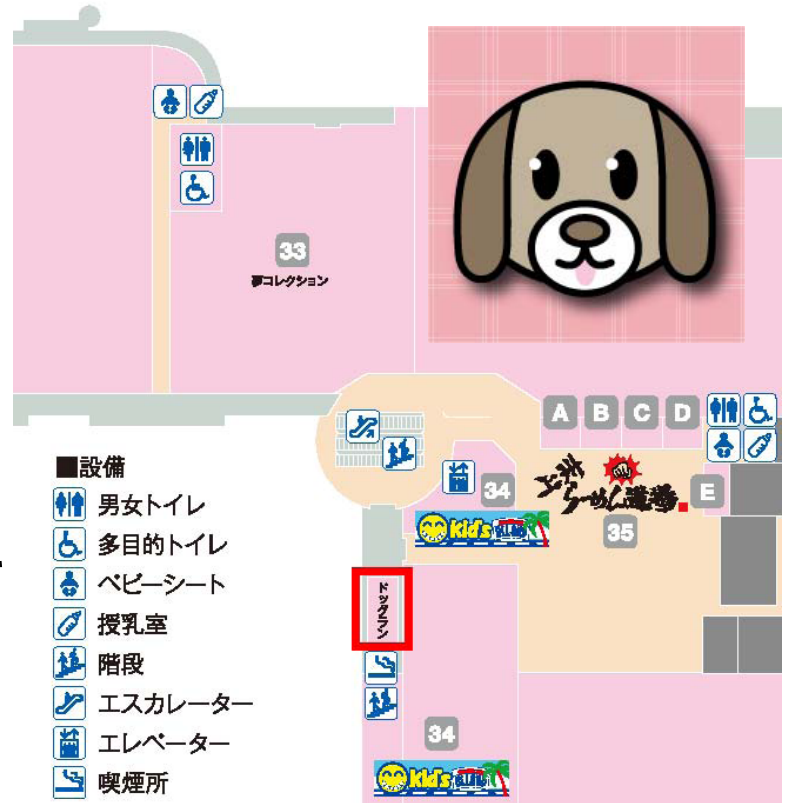 33
夢コレクション
A B C D
E
34
kid's
らーめん道場
35
ドッグラン
34
kid's
■設備
男女トイレ
多目的トイレ
ベビーシート
授乳室
階段
エスカレーター
エレベーター
喫煙所